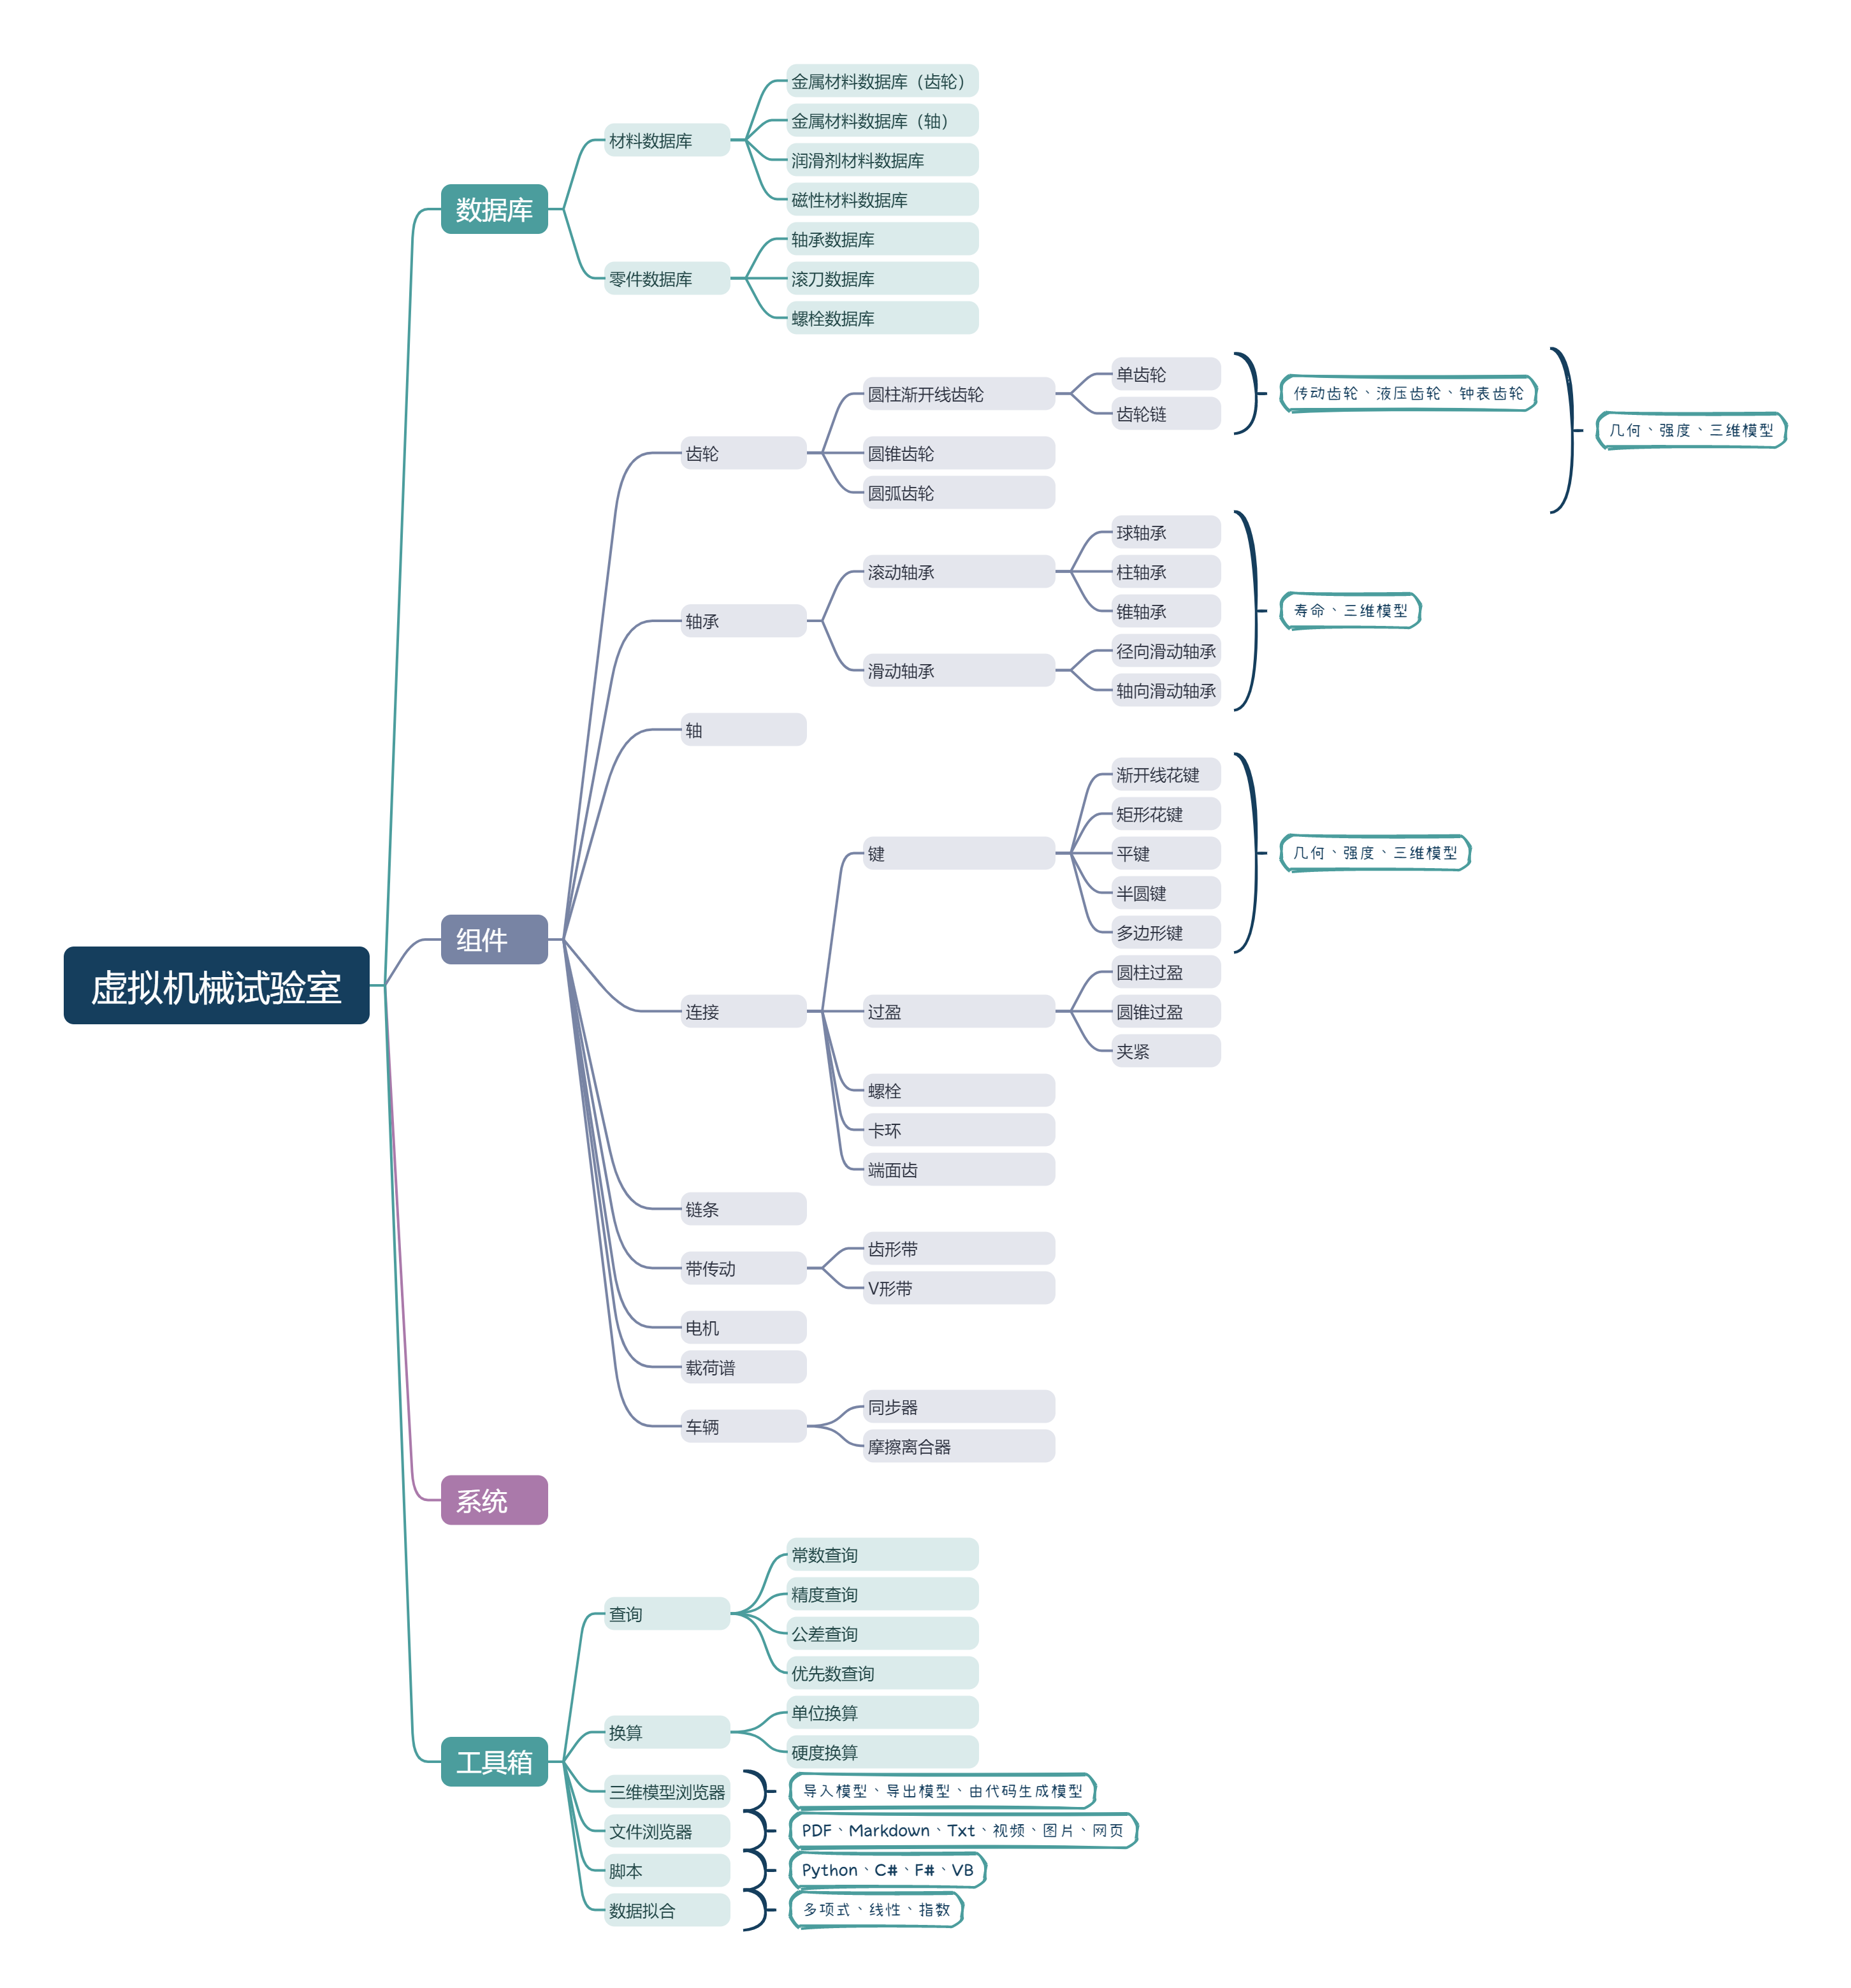 虚拟机械试验室
数据库
材料数据库
金属材料数据库（齿轮）
金属材料数据库（轴）
润滑剂材料数据库
磁性材料数据库
零件数据库
轴承数据库
滚刀数据库
螺栓数据库
组件
齿轮
圆柱渐开线齿轮
单齿轮
齿轮链
传动齿轮、液压齿轮、钟表齿轮
圆锥齿轮
圆弧齿轮
几何、强度、三维模型
轴承
滚动轴承
球轴承
柱轴承
锥轴承
滑动轴承
径向滑动轴承
轴向滑动轴承
寿命、三维模型
轴
连接
键
渐开线花键
矩形花键
平键
半圆键
多边形键
几何、强度、三维模型
过盈
圆柱过盈
圆锥过盈
夹紧
螺栓
卡环
端面齿
链条
带传动
齿形带
V形带
电机
载荷谱
车辆
同步器
摩擦离合器
系统
工具箱
查询
常数查询
精度查询
公差查询
优先数查询
换算
单位换算
硬度换算
三维模型浏览器
导入模型、导出模型、由代码生成模型
文件浏览器
PDF、Markdown、Txt、视频、图片、网页
脚本
Python、C#、F#、VB
数据拟合
多项式、线性、指数